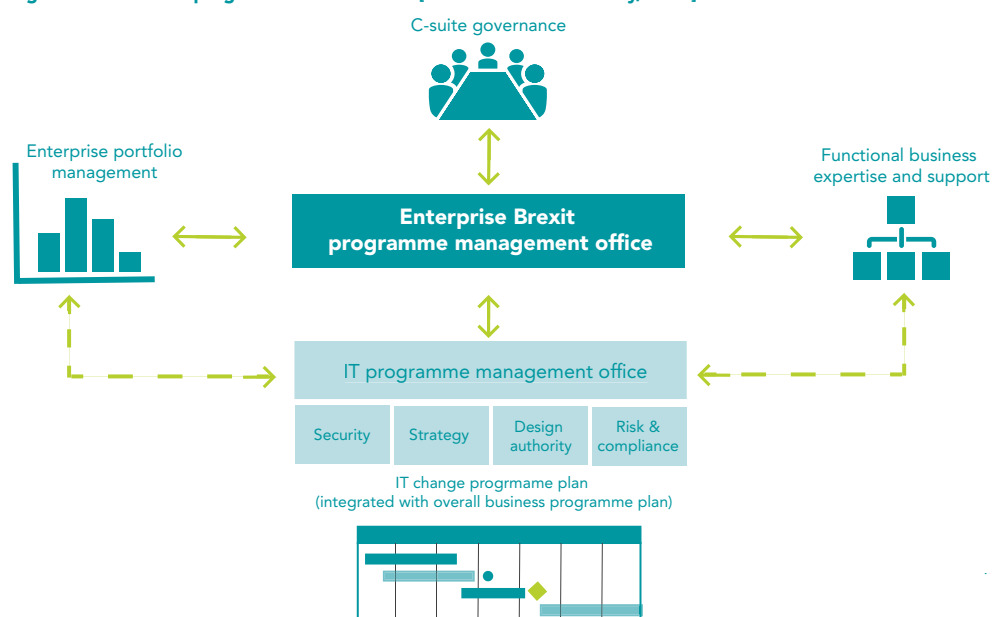 C-suite governance
Enterprise portfolio
management
Functional business
expertise and support
Enterprise Brexit
programme management office
IT programme management office
Security
Strategy
Design
authority
Risk &
compliance
IT change progrmame plan
(integrated with overall business programme plan)